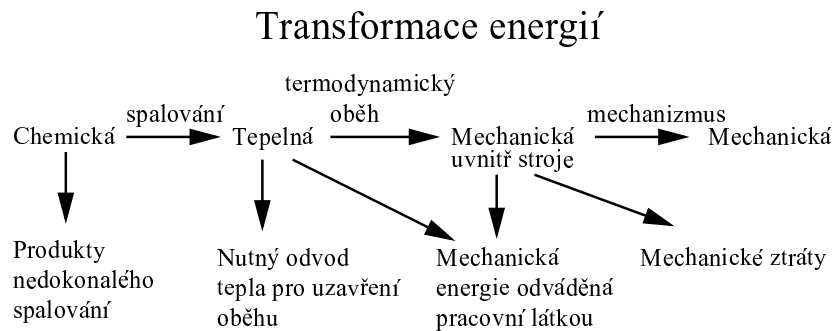 Transformace energií
termodynamický
spalování
oběh
mechanizmus
Chemická
Tepelná
Mechanická
uvnitř stroje
Mechanická
Produkty
nedokonalého
spalování
Nutný odvod
tepla pro uzavření
oběhu
Mechanická
energie odváděná
pracovní látkou
Mechanické ztráty